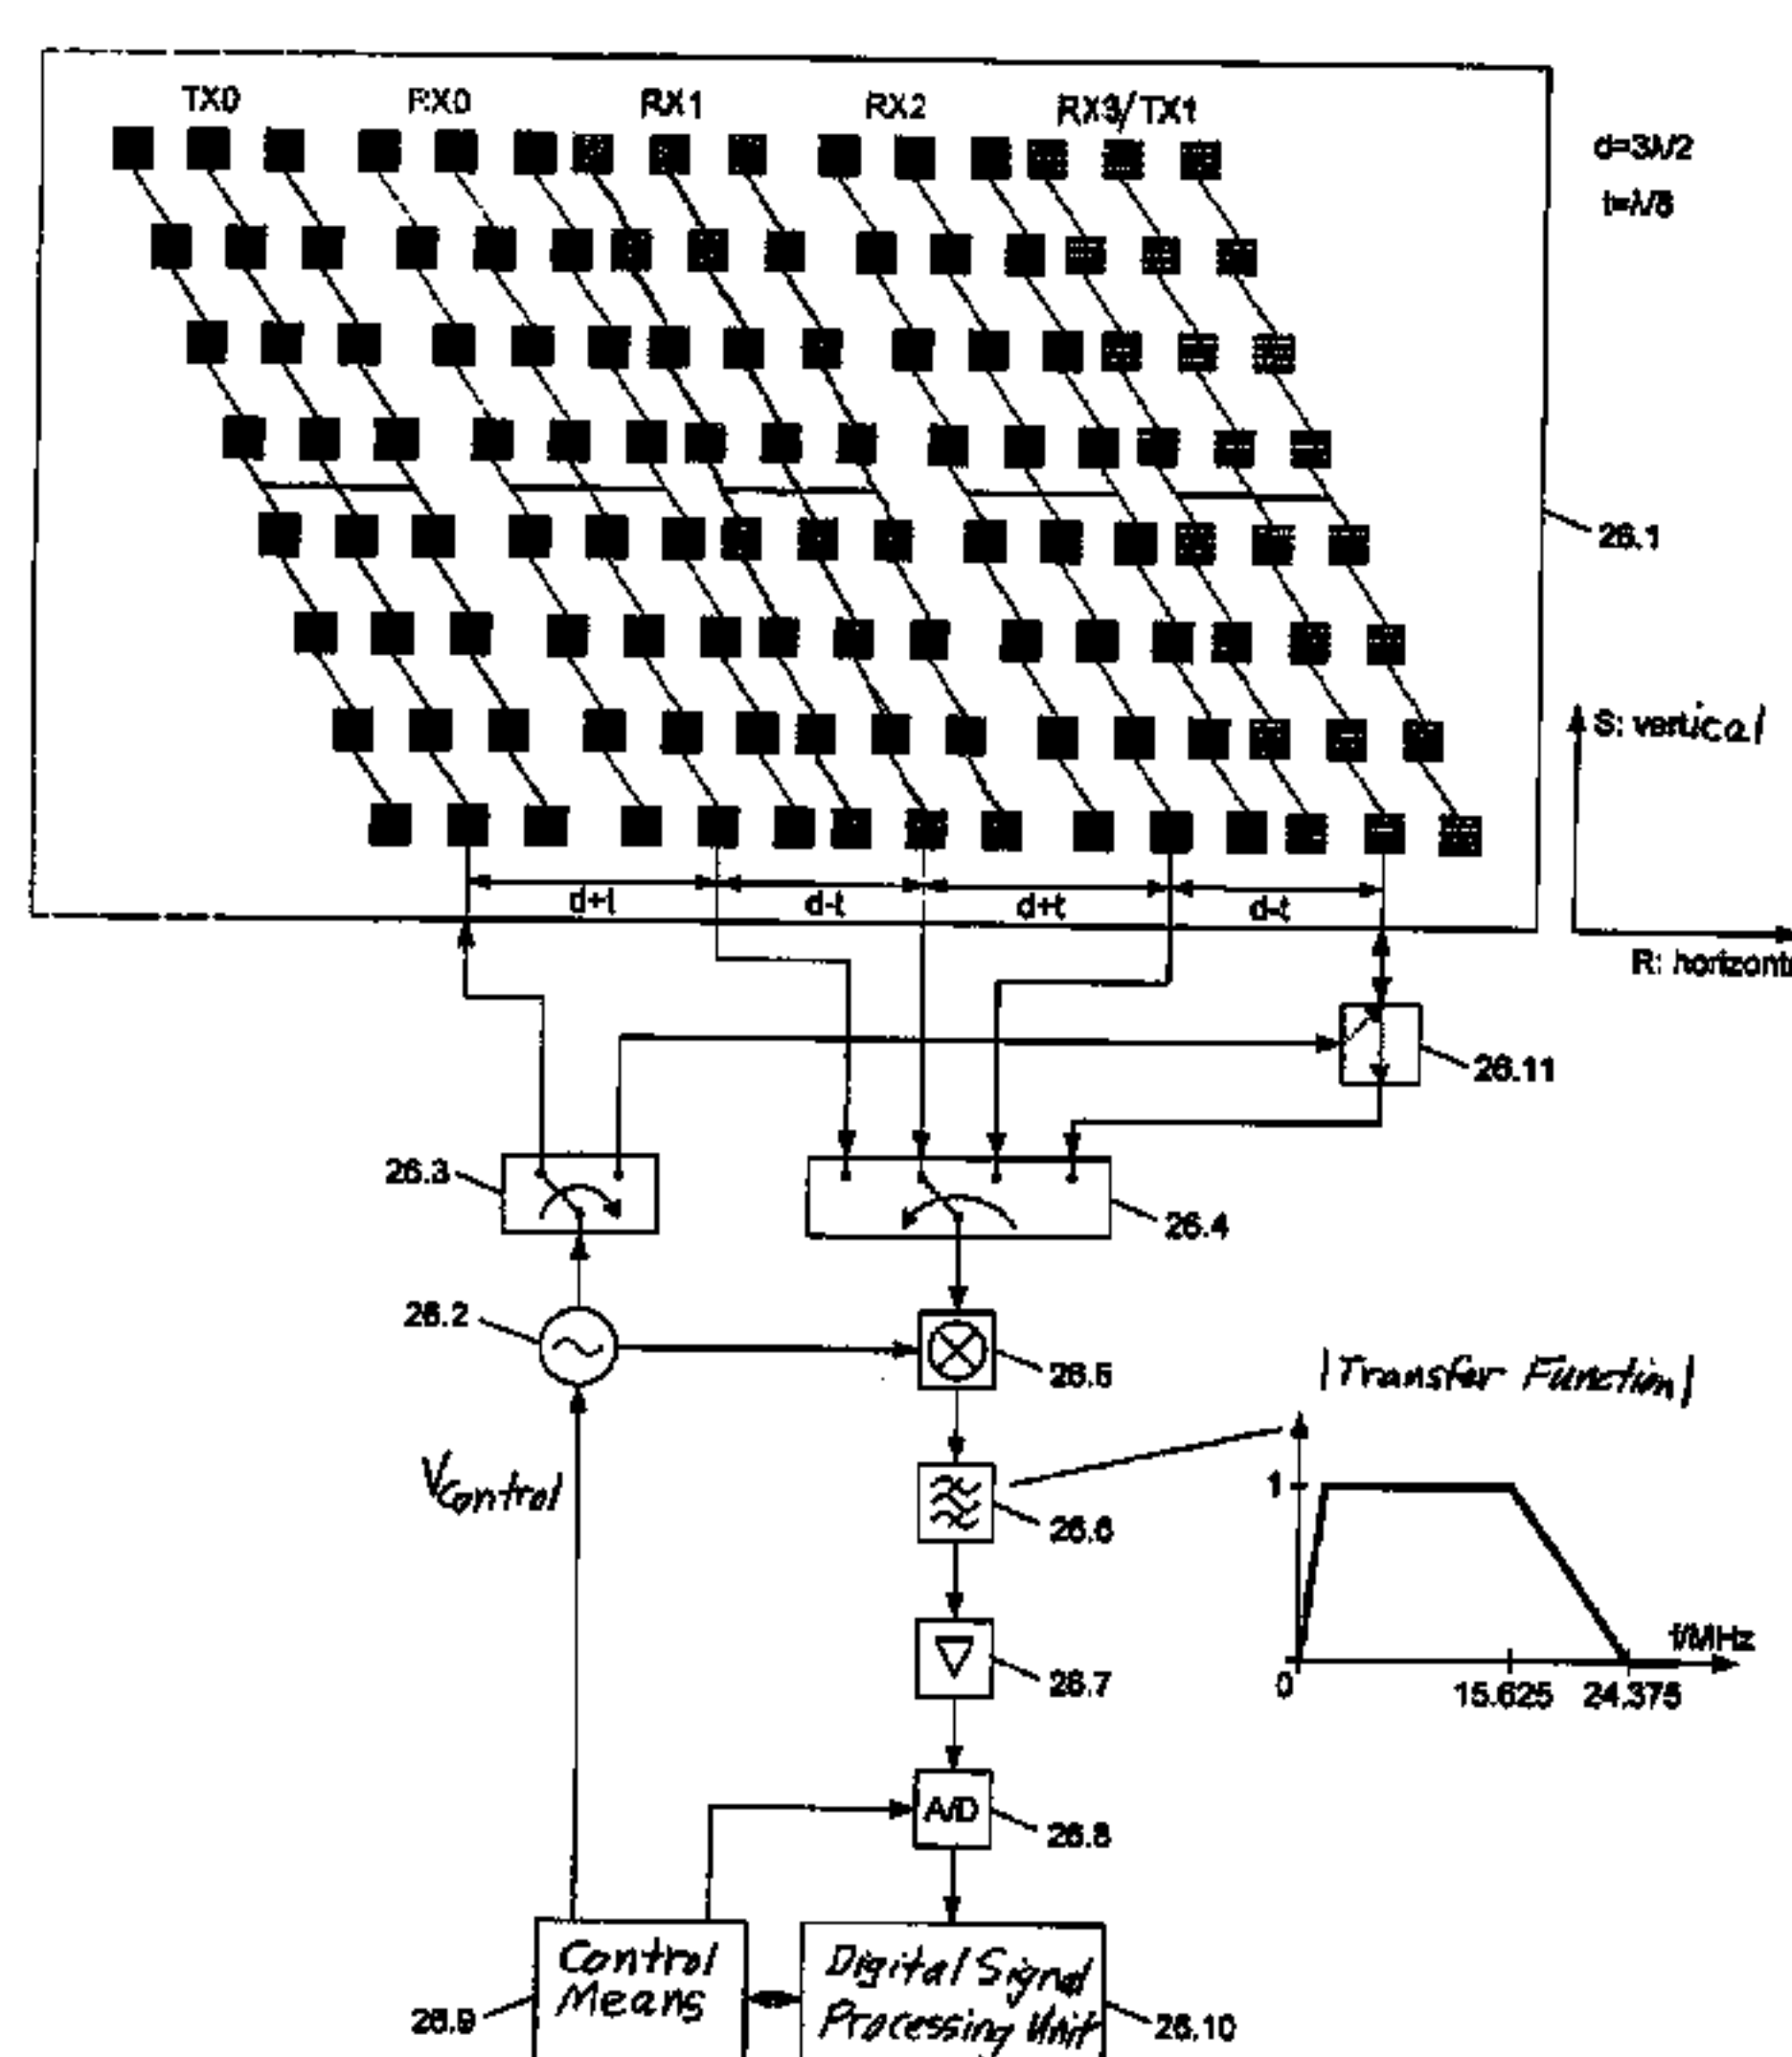 TX0 RX0 RX1 RX2 RX3/TX1
d=3λ/2
t=λ/8
26.1
S: vertical
d+t d-t d+t d-t
R: horizont
26.11
26.3
26.4
26.2
26.5
|Transfer Function|
VControl
1
26.6
f/MHz
26.7
0 15.625 24.375
A/D
26.8
Control
Means
Digital Signal
Processing Unit
26.9
26.10